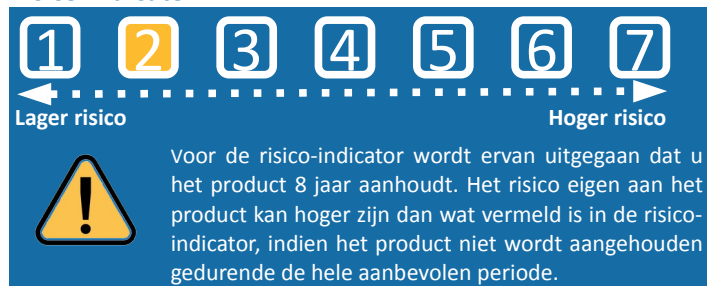 1 2 3 4 5 6 7
Lager risico Hoger risico
Voor de risico-indicator wordt ervan uitgegaan dat u
het product 8 jaar aanhoudt. Het risico eigen aan het
product kan hoger zijn dan wat vermeld is in de risico-
indicator, indien het product niet wordt aangehouden
gedurende de hele aanbevolen periode.